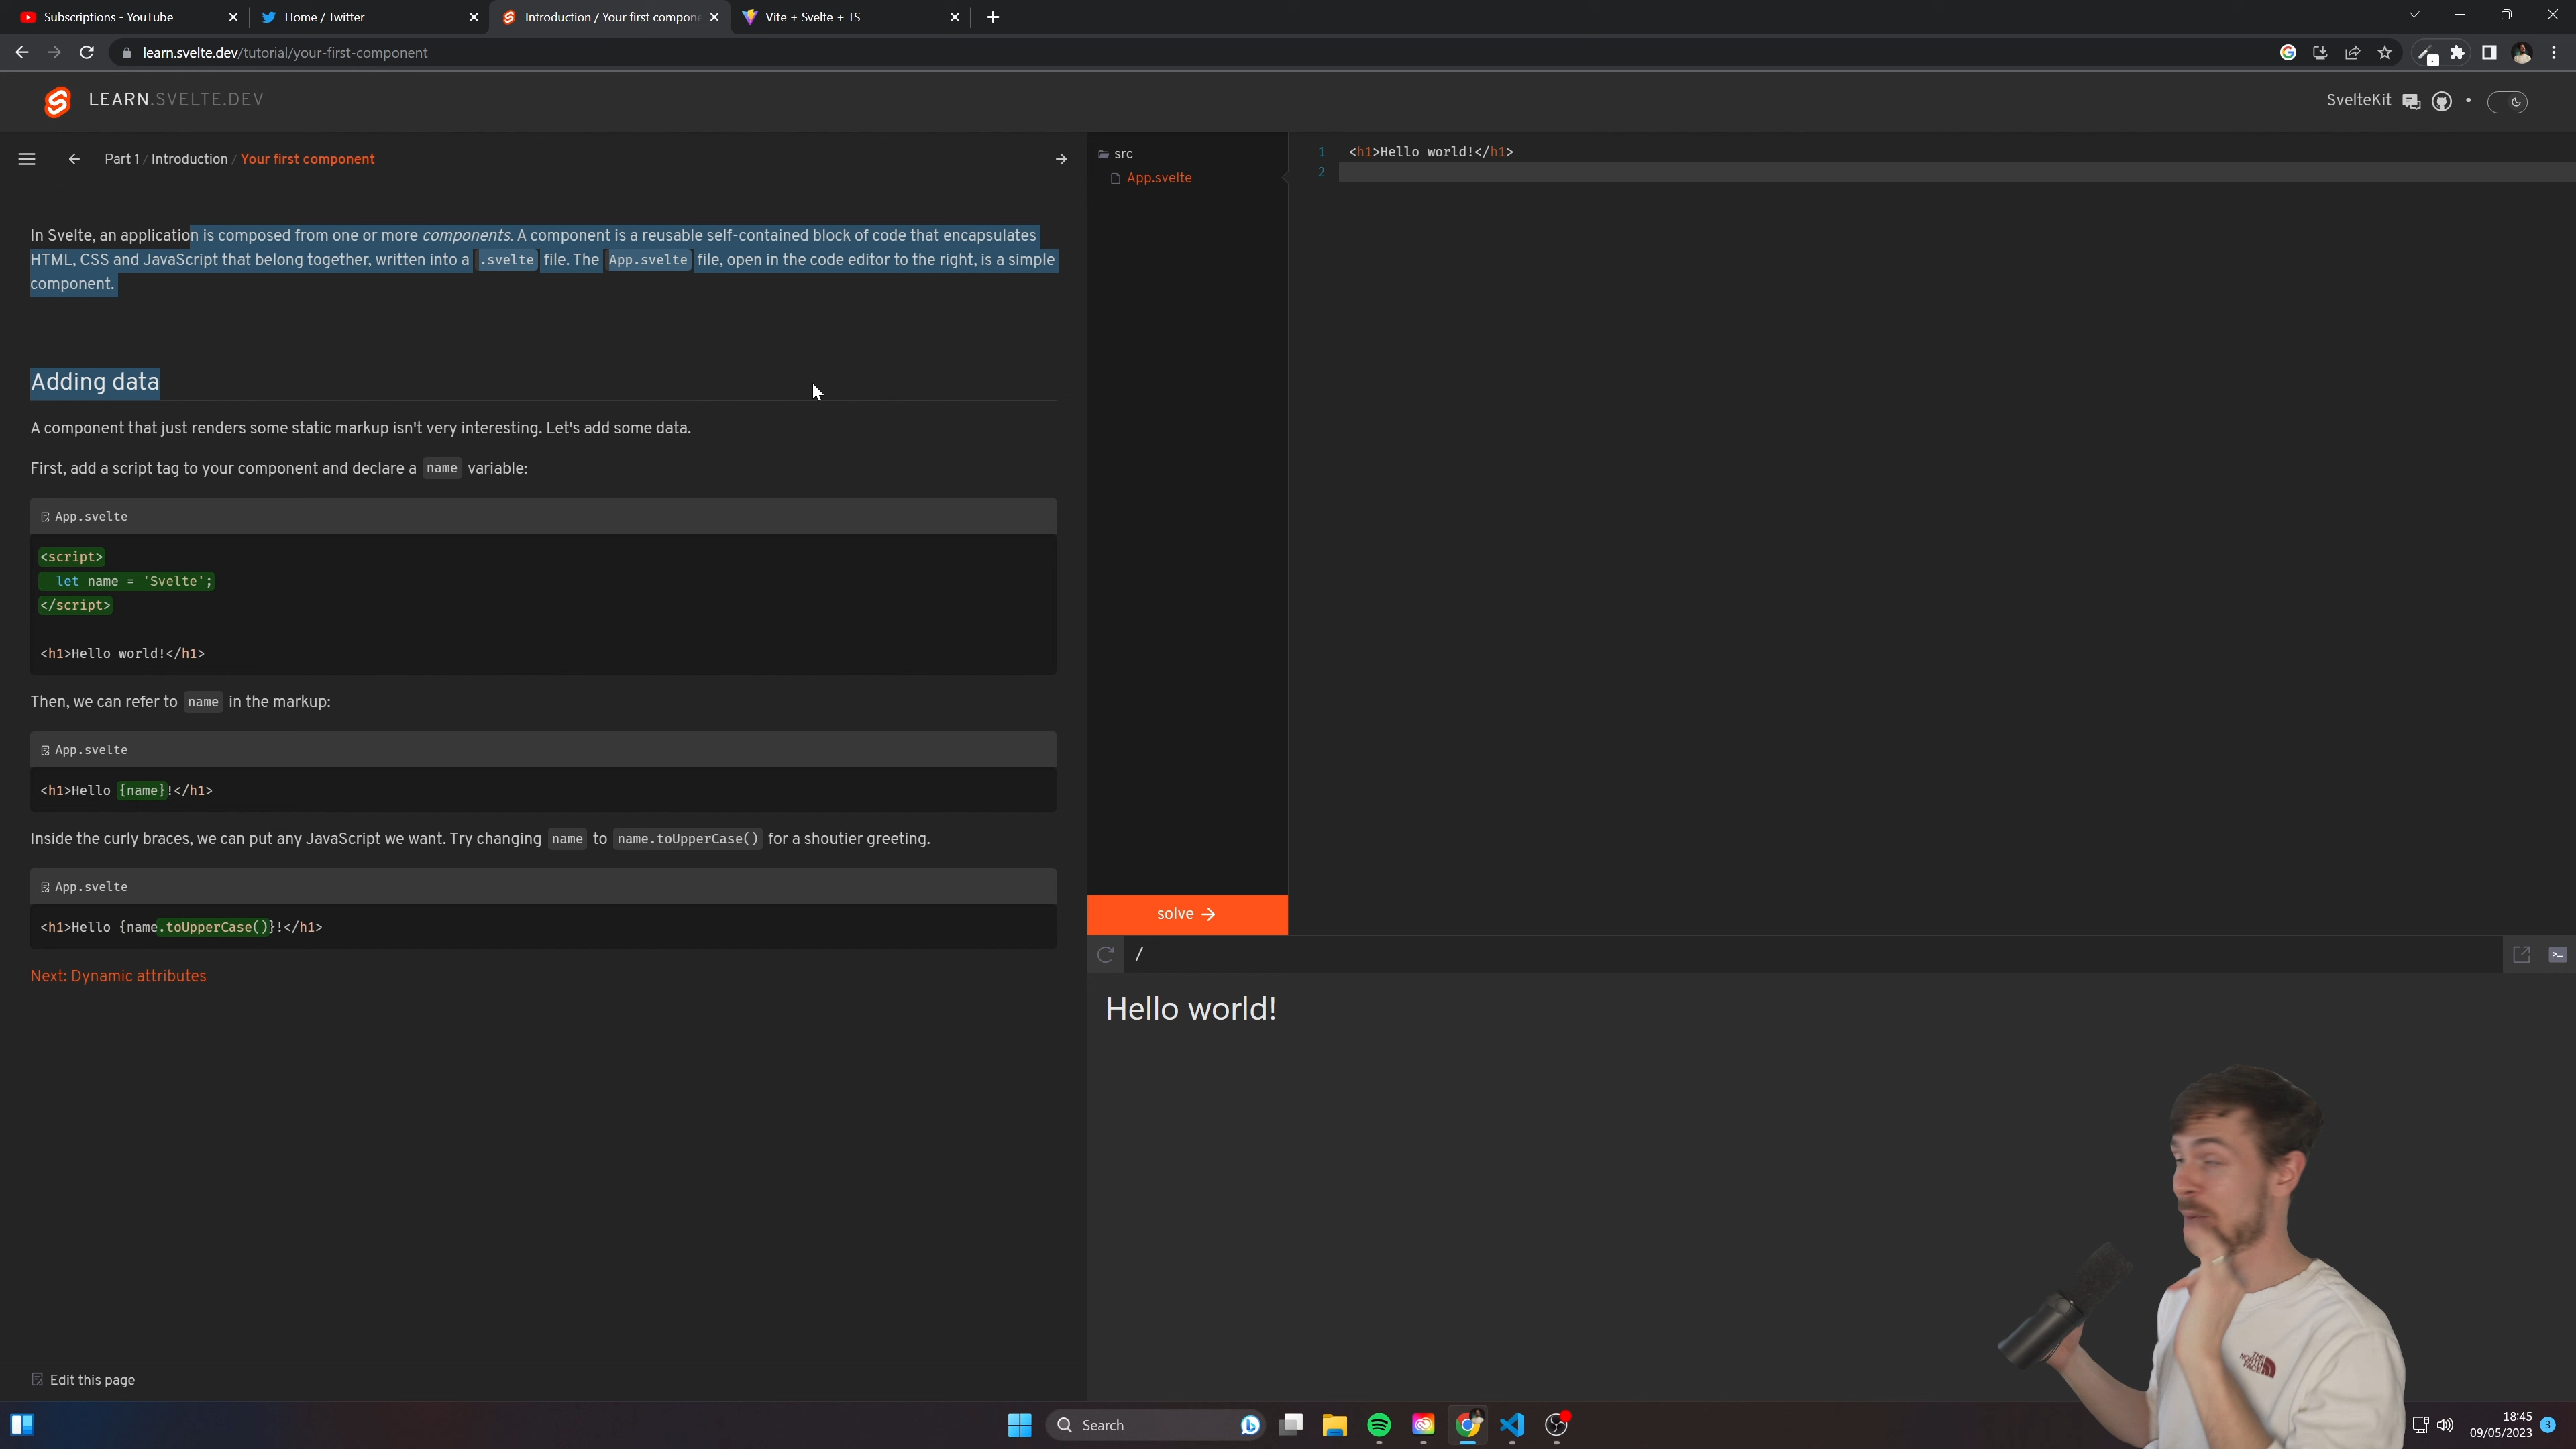 Subscriptions - YouTube
Home / Twitter
Introduction / Your first compone
Vite + Svelte + TS
learn.svelte.dev/tutorial/your-first-component
LEARN.SVELTE.DEV
SvelteKit
Part 1 / Introduction / Your first component
In Svelte, an application is composed from one or more components. A component is a reusable self-contained block of code that encapsulates
HTML, CSS and JavaScript that belong together, written into a .svelte file. The App.svelte file, open in the code editor to the right, is a simple
component.
Adding data
A component that just renders some static markup isn't very interesting. Let's add some data.
First, add a script tag to your component and declare a name variable:
App.svelte
<script>
let name = 'Svelte';
</script>
<h1>Hello world!</h1>
Then, we can refer to name in the markup:
App.svelte
<h1>Hello {name}!</h1>
Inside the curly braces, we can put any JavaScript we want. Try changing name to name.toUpperCase() for a shoutier greeting.
App.svelte
<h1>Hello {name.toUpperCase()}!</h1>
Next: Dynamic attributes
Edit this page
src
App.svelte
solve →
1 <h1>Hello world!</h1>
2
/
Hello world!
THE NORTH FACE
Search
18:45
09/05/2023
3